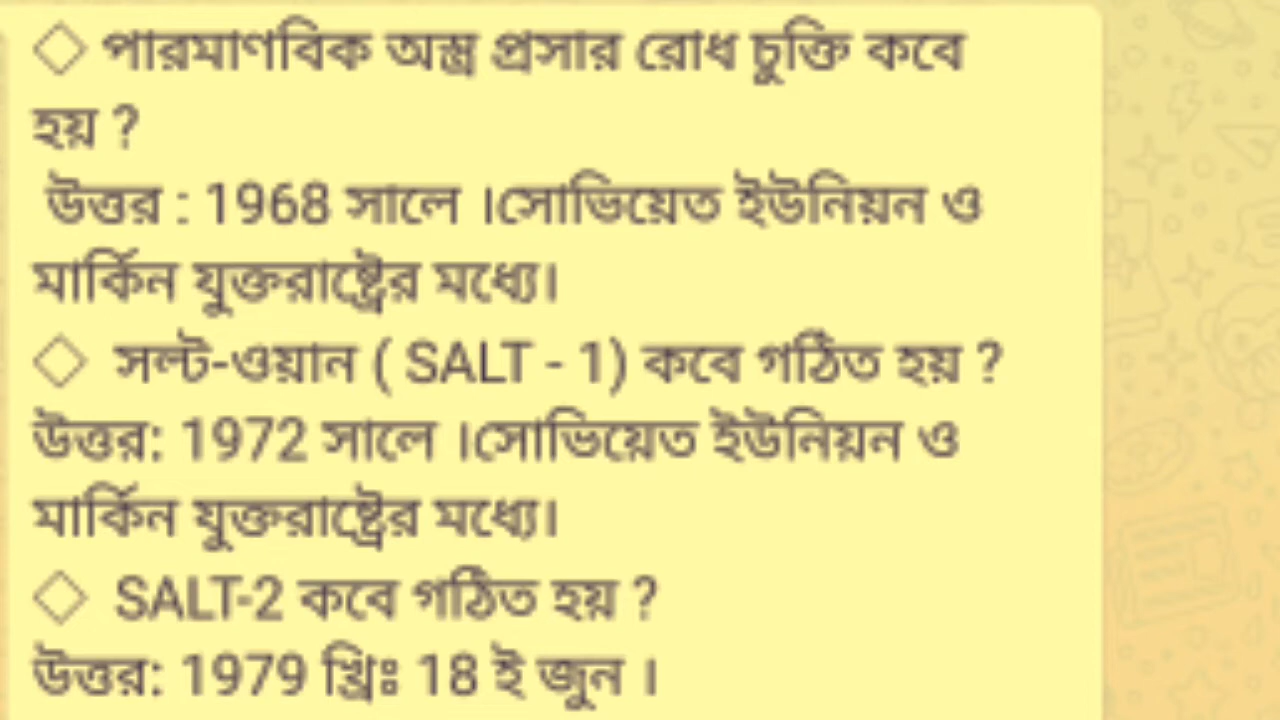 ◇ পারমাণবিক অস্ত্র প্রসার রোধ চুক্তি কবে
হয় ?
উত্তর : 1968 সালে ।সোভিয়েত ইউনিয়ন ও
মার্কিন যুক্তরাষ্ট্রের মধ্যে।
◇ সল্ট-ওয়ান ( SALT - 1) কবে গঠিত হয় ?
উত্তর: 1972 সালে ।সোভিয়েত ইউনিয়ন ও
মার্কিন যুক্তরাষ্ট্রের মধ্যে।
◇ SALT-2 কবে গঠিত হয় ?
উত্তর: 1979 খ্রিঃ 18 ই জুন ।